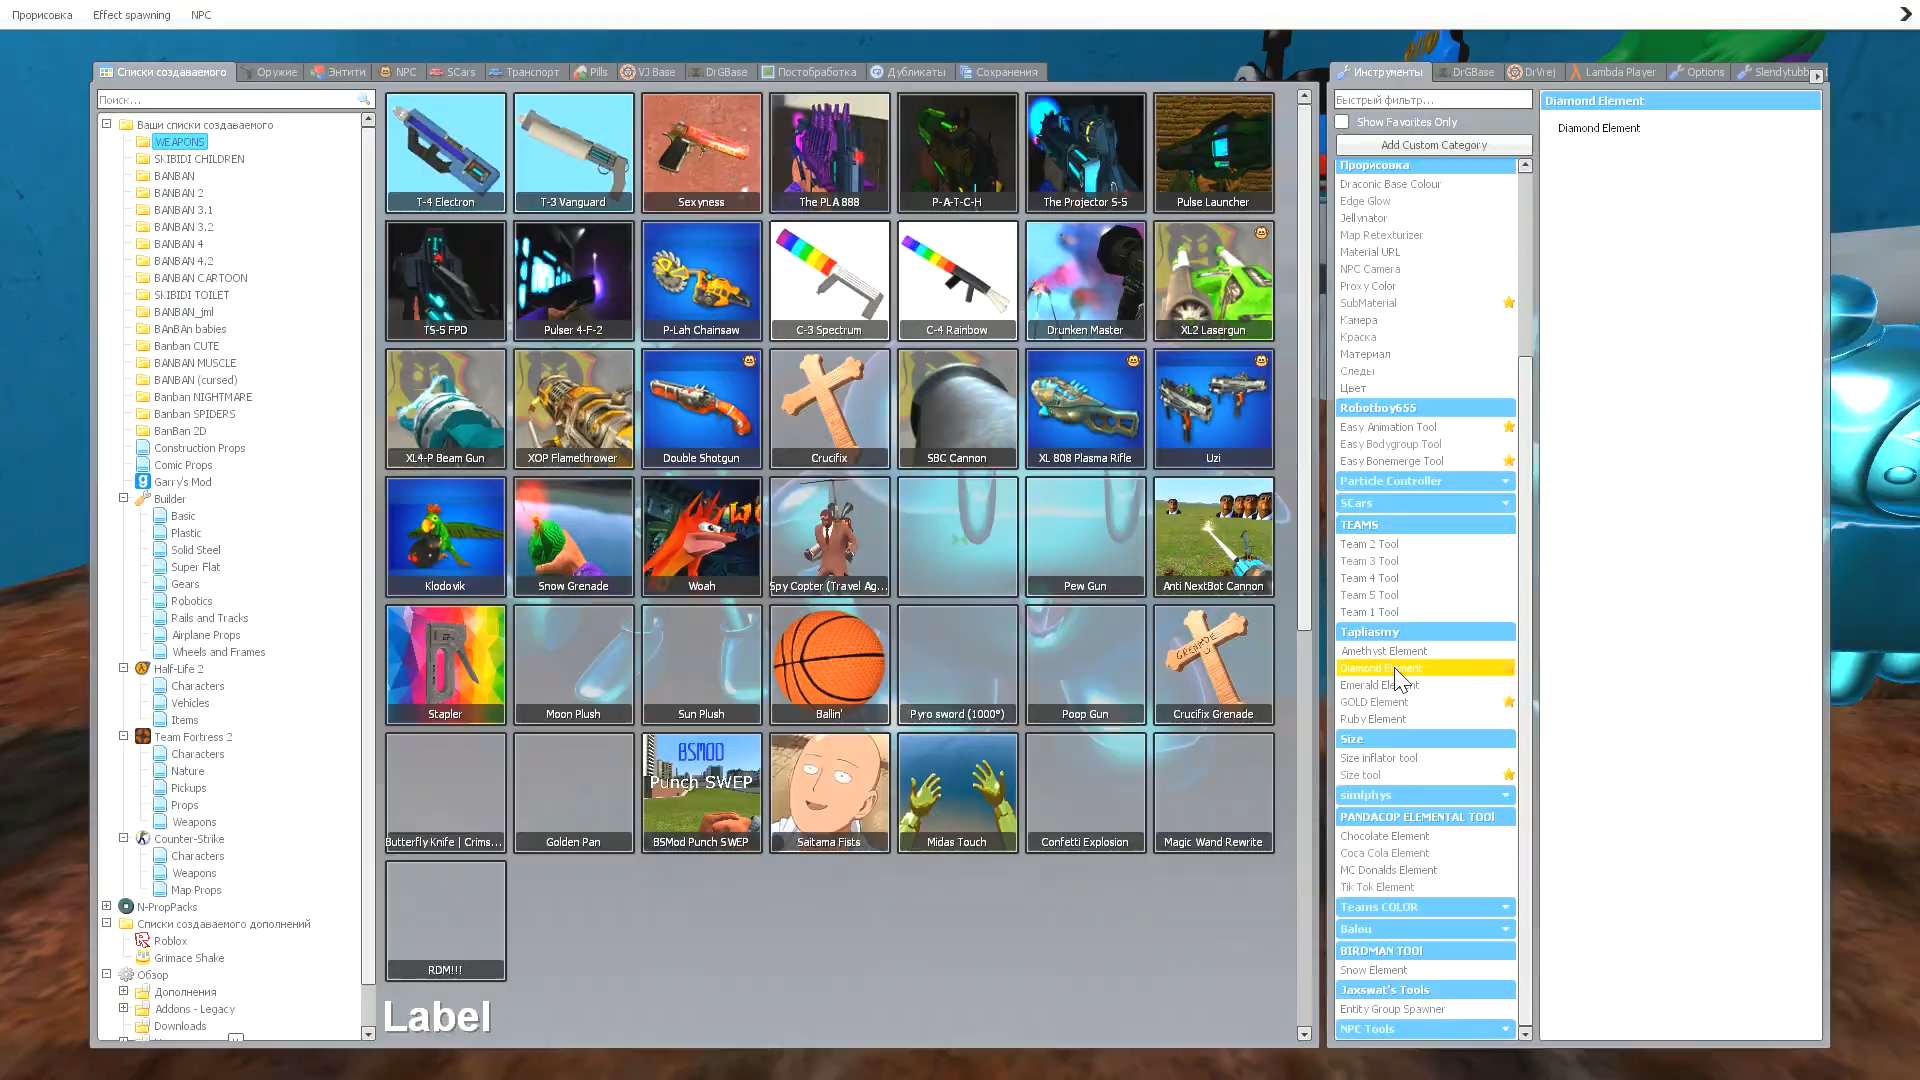 Прорисовка Effect spawning NPC
Списки создаваемого Оружие Энтити NPC SCars Транспорт Pills VJ Base DrGBase Постобработка Дубликаты Сохранения
Поиск...
Ваши списки создаваемого
WEAPONS
SKIBIDI CHILDREN
BANBAN
BANBAN 2
BANBAN 3.1
BANBAN 3.2
BANBAN 4
BANBAN 4.2
BANBAN CARTOON
SKIBIDI TOILET
BANBAN_jml
BAnBAn babies
Banban CUTE
BANBAN MUSCLE
BANBAN (cursed)
Banban NIGHTMARE
Banban SPIDERS
BanBan 2D
Construction Props
Comic Props
Garry's Mod
Builder
Basic
Plastic
Solid Steel
Super Flat
Gears
Robotics
Rails and Tracks
Airplane Props
Wheels and Frames
Half-Life 2
Characters
Vehicles
Items
Team Fortress 2
Characters
Nature
Pickups
Props
Weapons
Counter-Strike
Characters
Weapons
Map Props
N-PropPacks
Списки создаваемого дополнений
Roblox
Grimace Shake
Обзор
Дополнения
Addons - Legacy
Downloads
T-4 Electron T-3 Vanguard Sexyness The PLA 888 P-A-T-C-H The Projector S-5 Pulse Launcher
TS-5 FPD Pulser 4-F-2 P-Lah Chainsaw C-3 Spectrum C-4 Rainbow Drunken Master XL2 Lasergun
XL4-P Beam Gun XOP Flamethrower Double Shotgun Crucifix SBC Cannon XL 808 Plasma Rifle Uzi
Klodovik Snow Grenade Woah Spy Copter (Travel Ag... Pew Gun Anti NextBot Cannon
GRENADE
Stapler Moon Plush Sun Plush Ballin' Pyro sword (1000°) Poop Gun Crucifix Grenade
BSMOD
Punch SWEP
Butterfly Knife | Crims... Golden Pan BSMod Punch SWEP Saitama Fists Midas Touch Confetti Explosion Magic Wand Rewrite
RDM!!!
Label
Инструменты DrGBase DrVrej Lambda Player Options Slendytubb
Быстрый фильтр...
Show Favorites Only
Add Custom Category
Прорисовка
Draconic Base Colour
Edge Glow
Jellynator
Map Retexturizer
Material URL
NPC Camera
Proxy Color
SubMaterial
Камера
Краска
Материал
Следы
Цвет
Robotboy655
Easy Animation Tool
Easy Bodygroup Tool
Easy Bonemerge Tool
Particle Controller
SCars
TEAMS
Team 2 Tool
Team 3 Tool
Team 4 Tool
Team 5 Tool
Team 1 Tool
Tapliasmy
Amethyst Element
Diamond Element
Emerald Element
GOLD Element
Ruby Element
Size
Size inflator tool
Size tool
simfphys
PANDACOP ELEMENTAL TOOl
Chocolate Element
Coca Cola Element
MC Donalds Element
Tik Tok Element
Teams COLOR
Balou
BIRDMAN TOOl
Snow Element
Jaxswat's Tools
Entity Group Spawner
NPC Tools
Diamond Element
Diamond Element